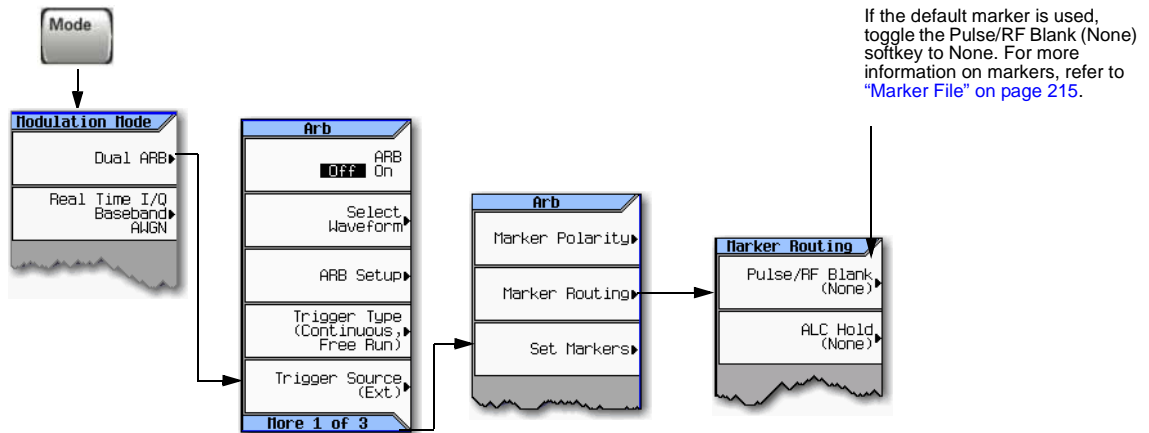 If the default marker is used,
toggle the Pulse/RF Blank (None)
softkey to None. For more
information on markers, refer to
“Marker File” on page 215.
Mode
Modulation Mode
Dual ARB
Real Time I/Q
Baseband
AWGN
Arb
ARB
Off On
Select
Waveform
ARB Setup
Trigger Type
(Continuous,
Free Run)
Trigger Source
(Ext)
More 1 of 3
Arb
Marker Polarity
Marker Routing
Set Markers
Marker Routing
Pulse/RF Blank
(None)
ALC Hold
(None)